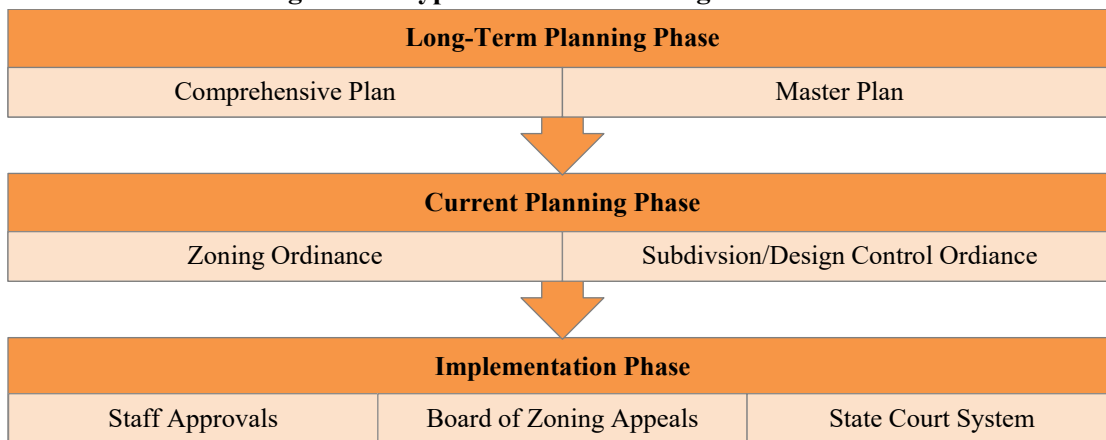 Long-Term Planning Phase
Comprehensive Plan Master Plan
Current Planning Phase
Zoning Ordinance Subdivsion/Design Control Ordiance
Implementation Phase
Staff Approvals Board of Zoning Appeals State Court System